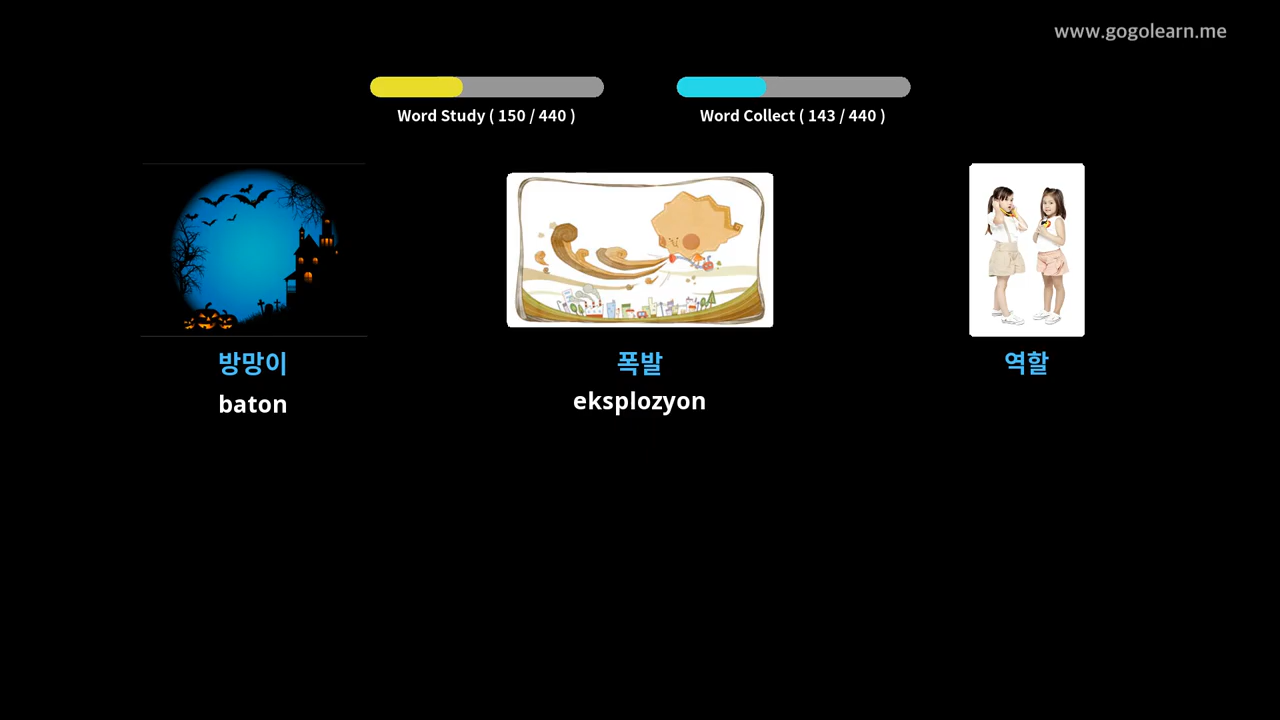 www.gogolearn.me
Word Study ( 150 / 440 )
Word Collect ( 143 / 440 )
방망이
폭발
역할
baton
eksplozyon